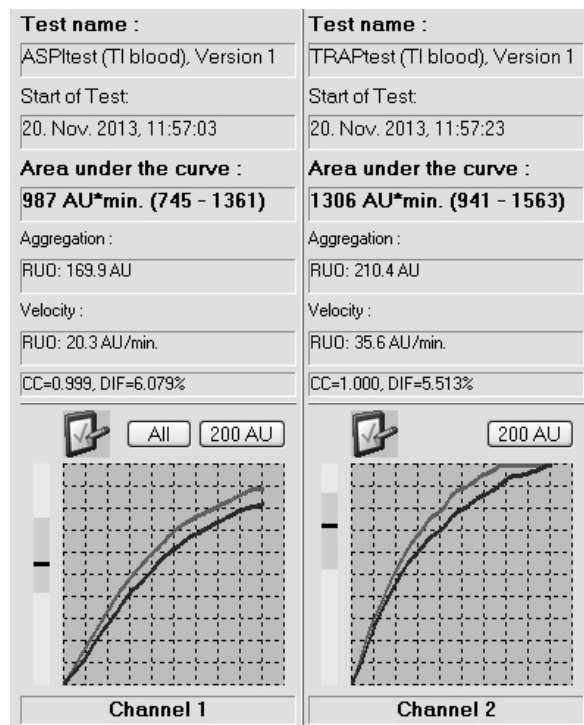 Test name :
ASPItest (TI blood), Version 1
Start of Test:
20. Nov. 2013, 11:57:03
Area under the curve :
987 AU*min. (745 - 1361)
Aggregation :
RUO: 169.9 AU
Velocity :
RUO: 20.3 AU/min.
CC=0.999, DIF=6.079%
All
200 AU
Channel 1
Test name :
TRAPtest (TI blood), Version 1
Start of Test:
20. Nov. 2013, 11:57:23
Area under the curve :
1306 AU*min. (941 - 1563)
Aggregation :
RUO: 210.4 AU
Velocity :
RUO: 35.6 AU/min.
CC=1.000, DIF=5.513%
200 AU
Channel 2